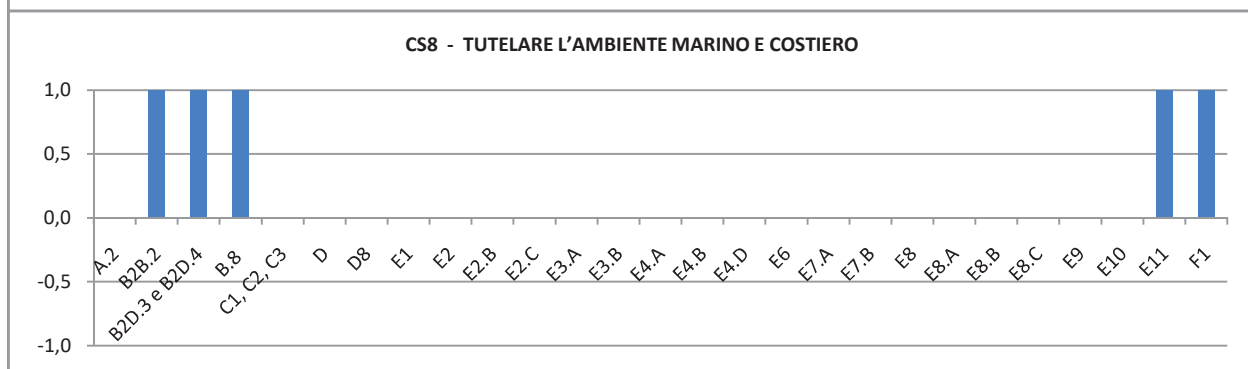 CS8 - TUTELARE L'AMBIENTE MARINO E COSTIERO
1,0
0,5
0,0
-0,5
-1,0
A.2
B2B.2
B2D.3 e B2D.4
B.8
C1, C2, C3
D
D8
E1
E2
E2.B
E2.C
E3.A
E3.B
E4.A
E4.B
E4.D
E6
E7.A
E7.B
E8
E8.A
E8.B
E8.C
E9
E10
E11
F1